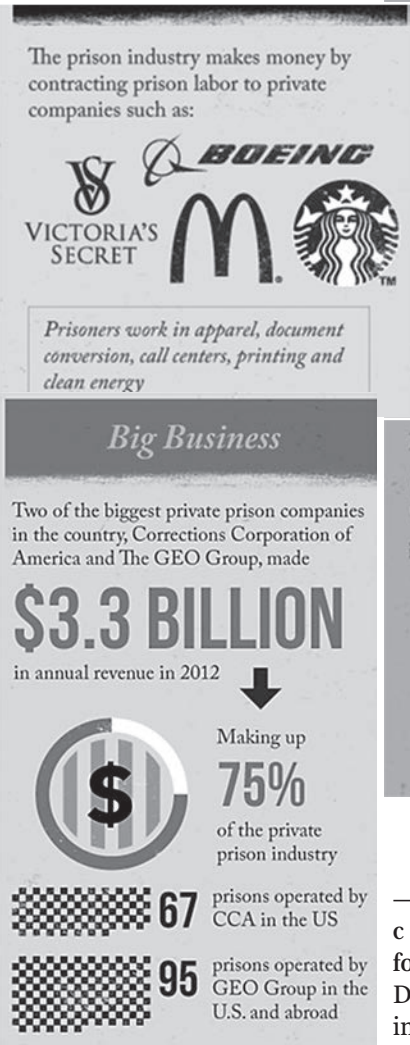 The prison industry makes money by
contracting prison labor to private
companies such as:
BOEING
VS
VICTORIA'S
SECRET
M
TM
Prisoners work in apparel, document
conversion, call centers, printing and
clean energy
Big Business
Two of the biggest private prison companies
in the country, Corrections Corporation of
America and The GEO Group, made
$3.3 BILLION
in annual revenue in 2012
Making up
$
75%
of the private
prison industry
67 prisons operated by
CCA in the US
95 prisons operated by
GEO Group in the
U.S. and abroad
—
c
fo
D
in